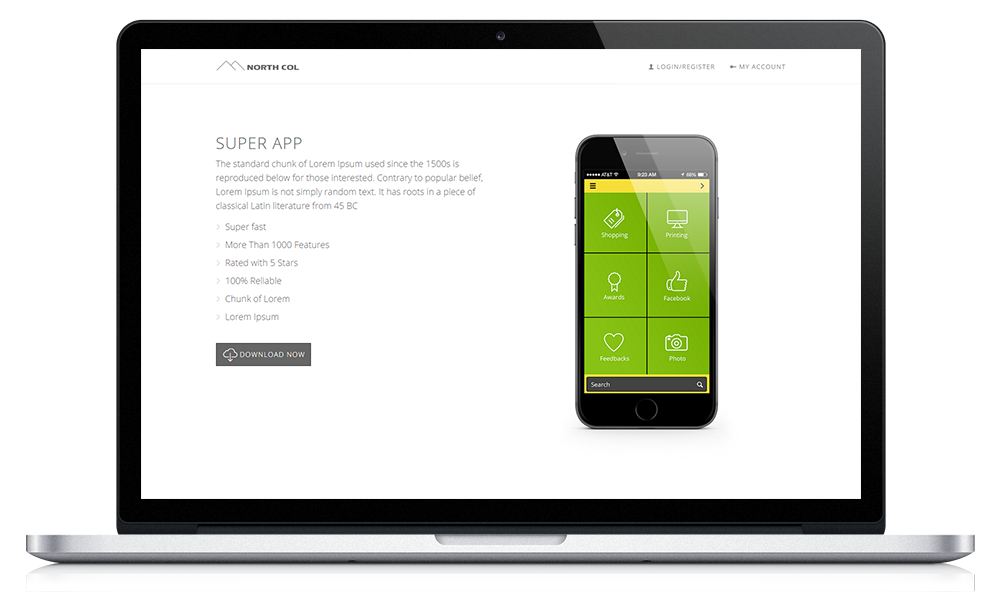 NORTH COL
LOGIN/REGISTER
MY ACCOUNT
SUPER APP
The standard chunk of Lorem Ipsum used since the 1500s is
reproduced below for those interested. Contrary to popular belief,
Lorem Ipsum is not simply random text. It has roots in a piece of
classical Latin literature from 45 BC
Super fast
More Than 1000 Features
Rated with 5 Stars
100% Reliable
Chunk of Lorem
Lorem Ipsum
DOWNLOAD NOW
AT&T 9:23 AM 66%
Shopping Printing
Awards Facebook
Feedbacks Photo
Search